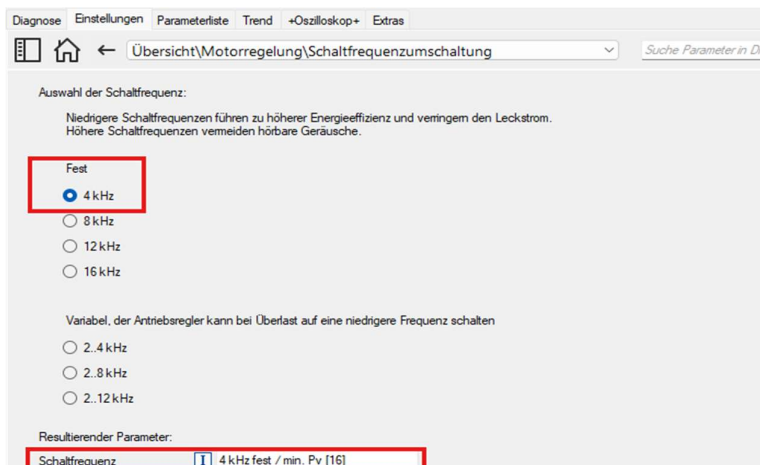 Diagnose Einstellungen Parameterliste Trend +Oszilloskop+ Extras
Übersicht\Motorregelung\Schaltfrequenzumschaltung Suche Parameter in
Auswahl der Schaltfrequenz:
Niedrigere Schaltfrequenzen führen zu höherer Energieeffizienz und verringern den Leckstrom.
Höhere Schaltfrequenzen vermeiden hörbare Geräusche.
Fest
4 kHz
8 kHz
12 kHz
16 kHz
Variabel, der Antriebsregler kann bei Überlast auf eine niedrigere Frequenz schalten
2..4 kHz
2..8 kHz
2..12 kHz
Resultierender Parameter:
Schaltfrequenz I 4 kHz fest / min. Pv [16]